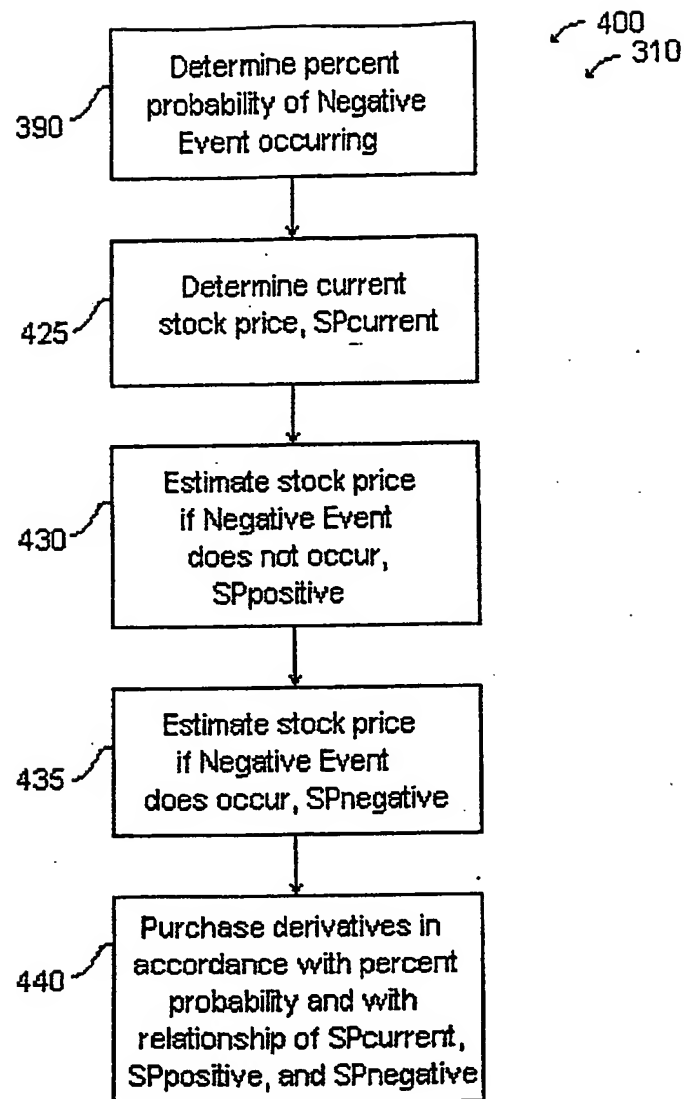 400
310
Determine percent
probability of Negative
Event occurring
390
Determine current
stock price, SPcurrent
425
Estimate stock price
if Negative Event
does not occur,
SPpositive
430
Estimate stock price
if Negative Event
does occur, SPnegative
435
Purchase derivatives in
accordance with percent
probability and with
relationship of SPcurrent,
SPpositive, and SPnegative
440